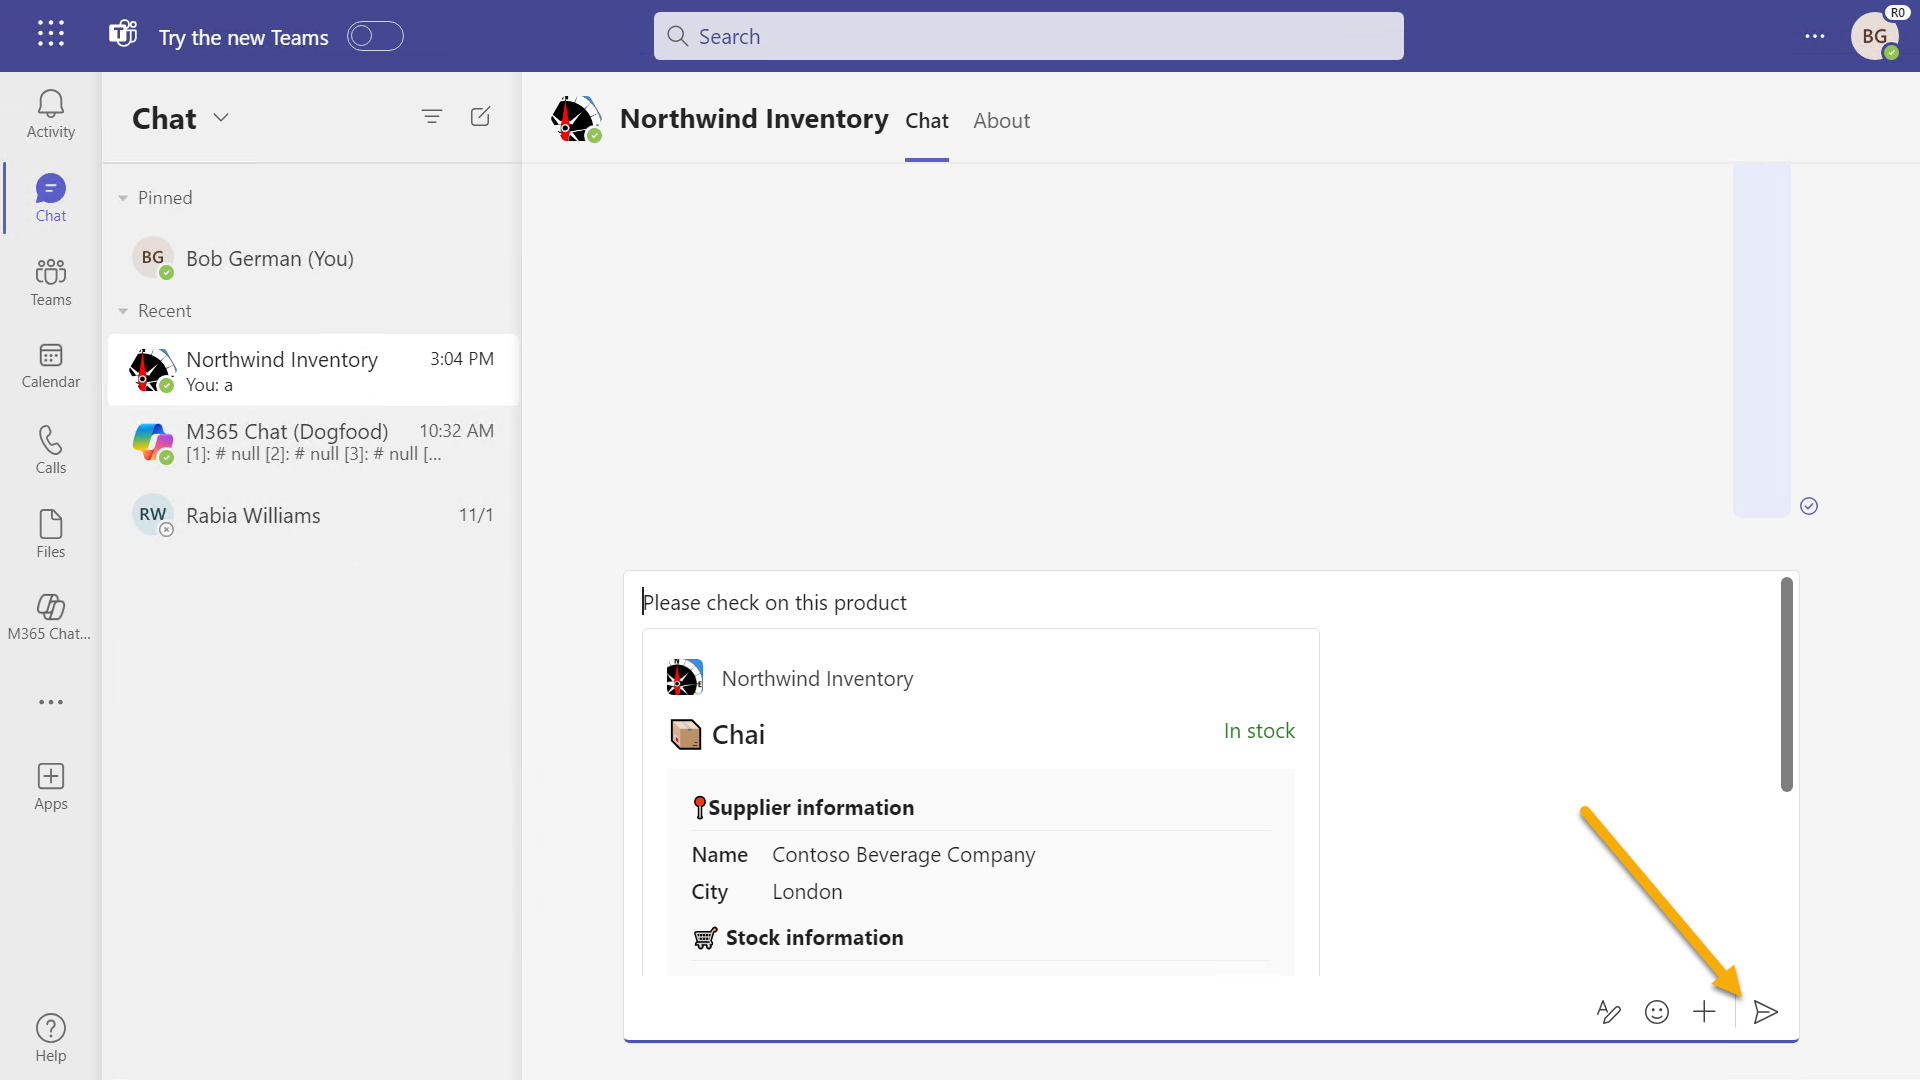 Try the new Teams
Search
R0
BG
Activity
Chat
Teams
Calendar
Calls
Files
M365 Chat...
Apps
Help
Chat
Pinned
BG
Bob German (You)
Recent
Northwind Inventory 3:04 PM
You: a
M365 Chat (Dogfood) 10:32 AM
[1]: # null [2]: # null [3]: # null [...
RW
Rabia Williams 11/1
Northwind Inventory Chat About
Please check on this product
Northwind Inventory
Chai In stock
Supplier information
Name Contoso Beverage Company
City London
Stock information